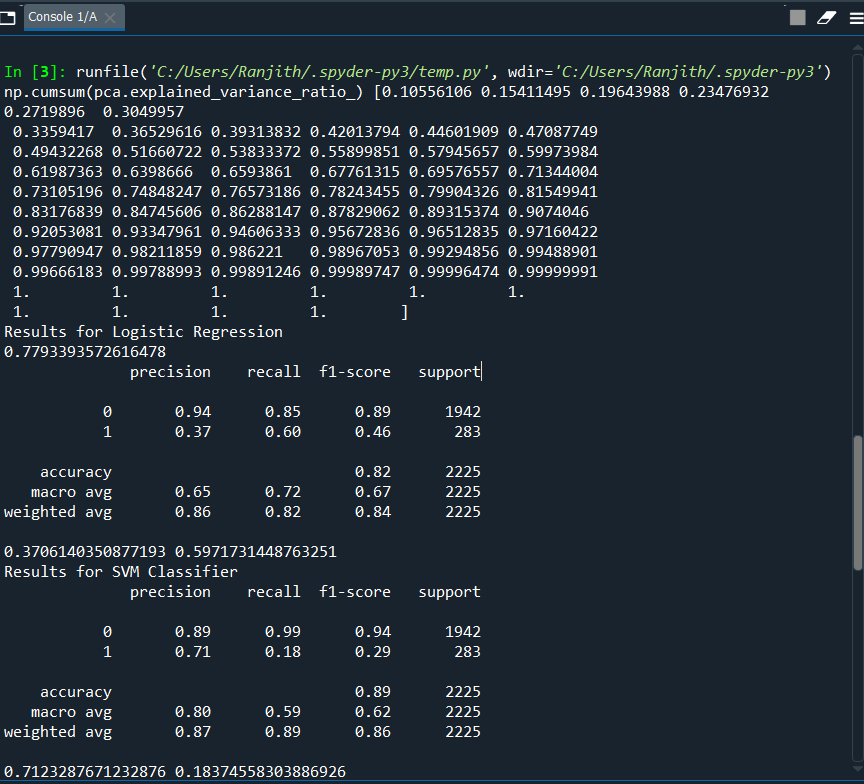 Console 1/A
In [3]: runfile('C:/Users/Ranjith/.spyder-py3/temp.py', wdir='C:/Users/Ranjith/.spyder-py3')
np.cumsum(pca.explained_variance_ratio_) [0.10556106 0.15411495 0.19643988 0.23476932
0.2719896  0.3049957
 0.3359417  0.36529616 0.39313832 0.42013794 0.44601909 0.47087749
 0.49432268 0.51660722 0.53833372 0.55899851 0.57945657 0.59973984
 0.61987363 0.6398666  0.6593861  0.67761315 0.69576557 0.71344004
 0.73105196 0.74848247 0.76573186 0.78243455 0.79904326 0.81549941
 0.83176839 0.84745606 0.86288147 0.87829062 0.89315374 0.9074046
 0.92053081 0.93347961 0.94606333 0.95672836 0.96512835 0.97160422
 0.97790947 0.98211859 0.986221   0.98967053 0.99294856 0.99488901
 0.99666183 0.99788993 0.99891246 0.99989747 0.99996474 0.99999991
 1.         1.         1.         1.         1.         1.
 1.         1.         1.         1.        ]
Results for Logistic Regression
0.7793393572616478
              precision    recall  f1-score   support
           0       0.94      0.85      0.89      1942
           1       0.37      0.60      0.46       283
    accuracy                           0.82      2225
   macro avg       0.65      0.72      0.67      2225
weighted avg       0.86      0.82      0.84      2225
0.3706140350877193 0.5971731448763251
Results for SVM Classifier
              precision    recall  f1-score   support
           0       0.89      0.99      0.94      1942
           1       0.71      0.18      0.29       283
    accuracy                           0.89      2225
   macro avg       0.80      0.59      0.62      2225
weighted avg       0.87      0.89      0.86      2225
0.7123287671232876 0.18374558303886926